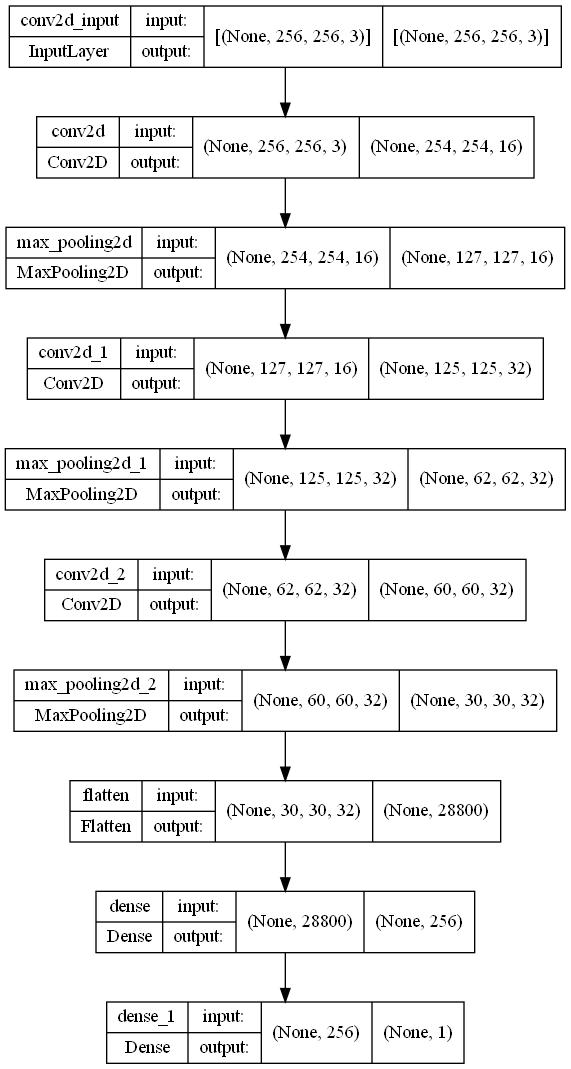 conv2d_input input: [(None, 256, 256, 3)] [(None, 256, 256, 3)]
InputLayer output:
conv2d input: (None, 256, 256, 3) (None, 254, 254, 16)
Conv2D output:
max_pooling2d input: (None, 254, 254, 16) (None, 127, 127, 16)
MaxPooling2D output:
conv2d_1 input: (None, 127, 127, 16) (None, 125, 125, 32)
Conv2D output:
max_pooling2d_1 input: (None, 125, 125, 32) (None, 62, 62, 32)
MaxPooling2D output:
conv2d_2 input: (None, 62, 62, 32) (None, 60, 60, 32)
Conv2D output:
max_pooling2d_2 input: (None, 60, 60, 32) (None, 30, 30, 32)
MaxPooling2D output:
flatten input: (None, 30, 30, 32) (None, 28800)
Flatten output:
dense input: (None, 28800) (None, 256)
Dense output:
dense_1 input: (None, 256) (None, 1)
Dense output: